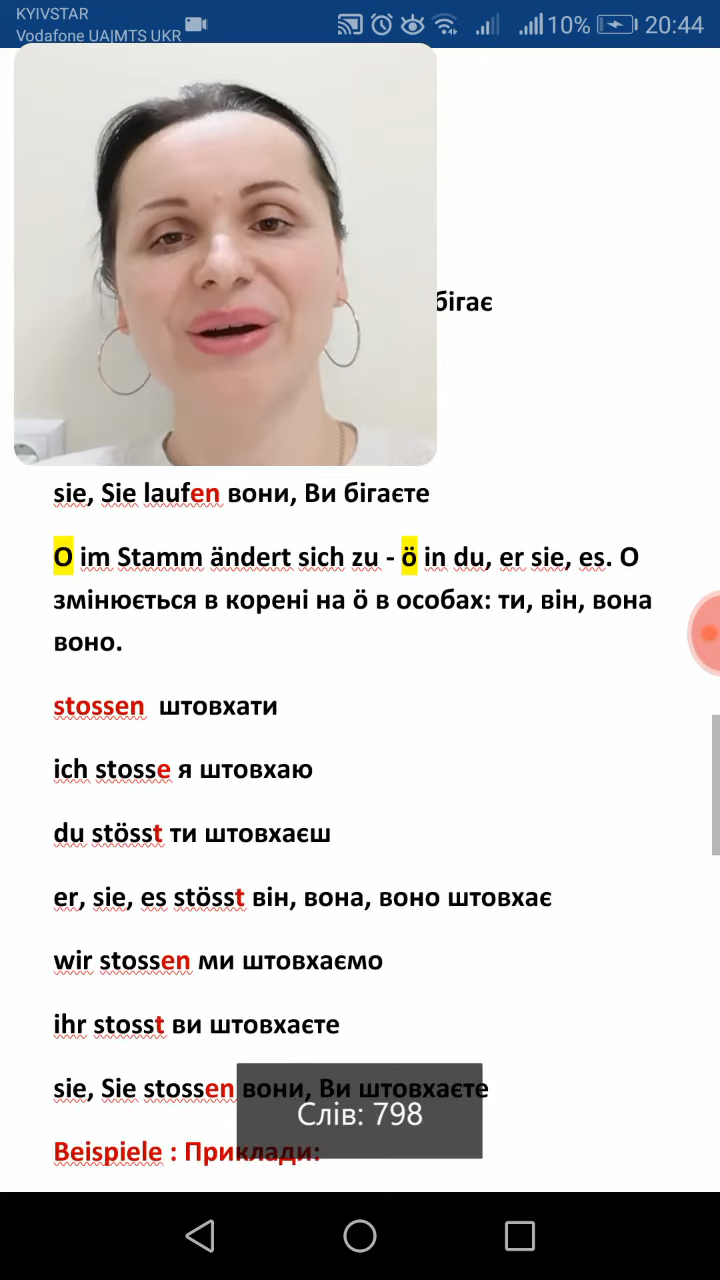 KYIVSTAR
Vodafone UA|MTS UKR
10%
20:44
бігає
sie, Sie laufen вони, Ви бігаєте
O im Stamm ändert sich zu - ö in du, er sie, es. О
змінюється в корені на ö в особах: ти, він, вона
воно.
stossen штовхати
ich stosse я штовхаю
du stösst ти штовхаєш
er, sie, es stösst він, вона, воно штовхає
wir stossen ми штовхаємо
ihr stosst ви штовхаєте
sie, Sie stossen вони, Ви штовхаєте
Слів: 798
Beispiele : Приклади: